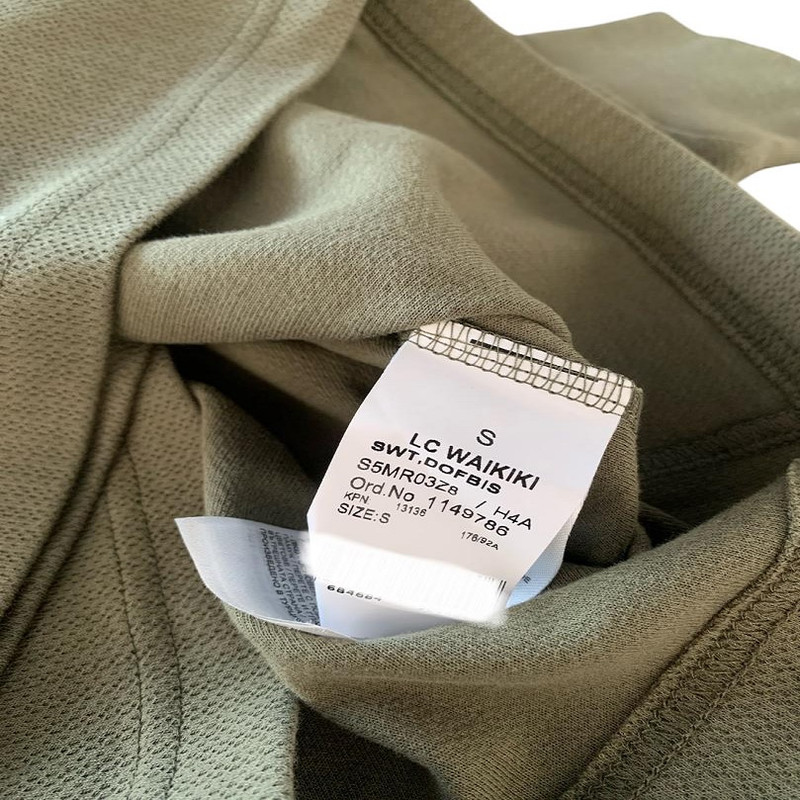 S
LC WAIKIKI
SWT,DOFBIS
S5MR03Z8 / H4A
Ord.No 1149786
KPN 13136
SIZE:S 176/92A